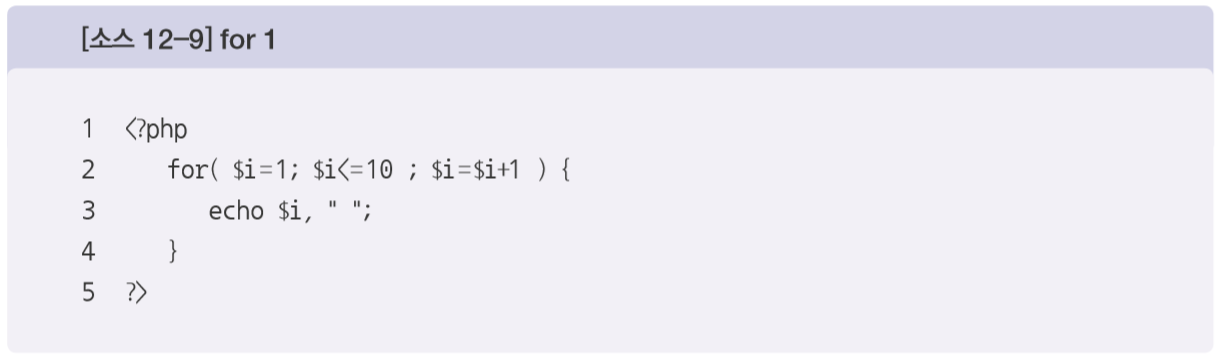 [소스 12-9] for 1
1 <?php
2 for( $i=1; $i<=10 ; $i=$i+1 ) {
3 echo $i, " ";
4 }
5 ?>